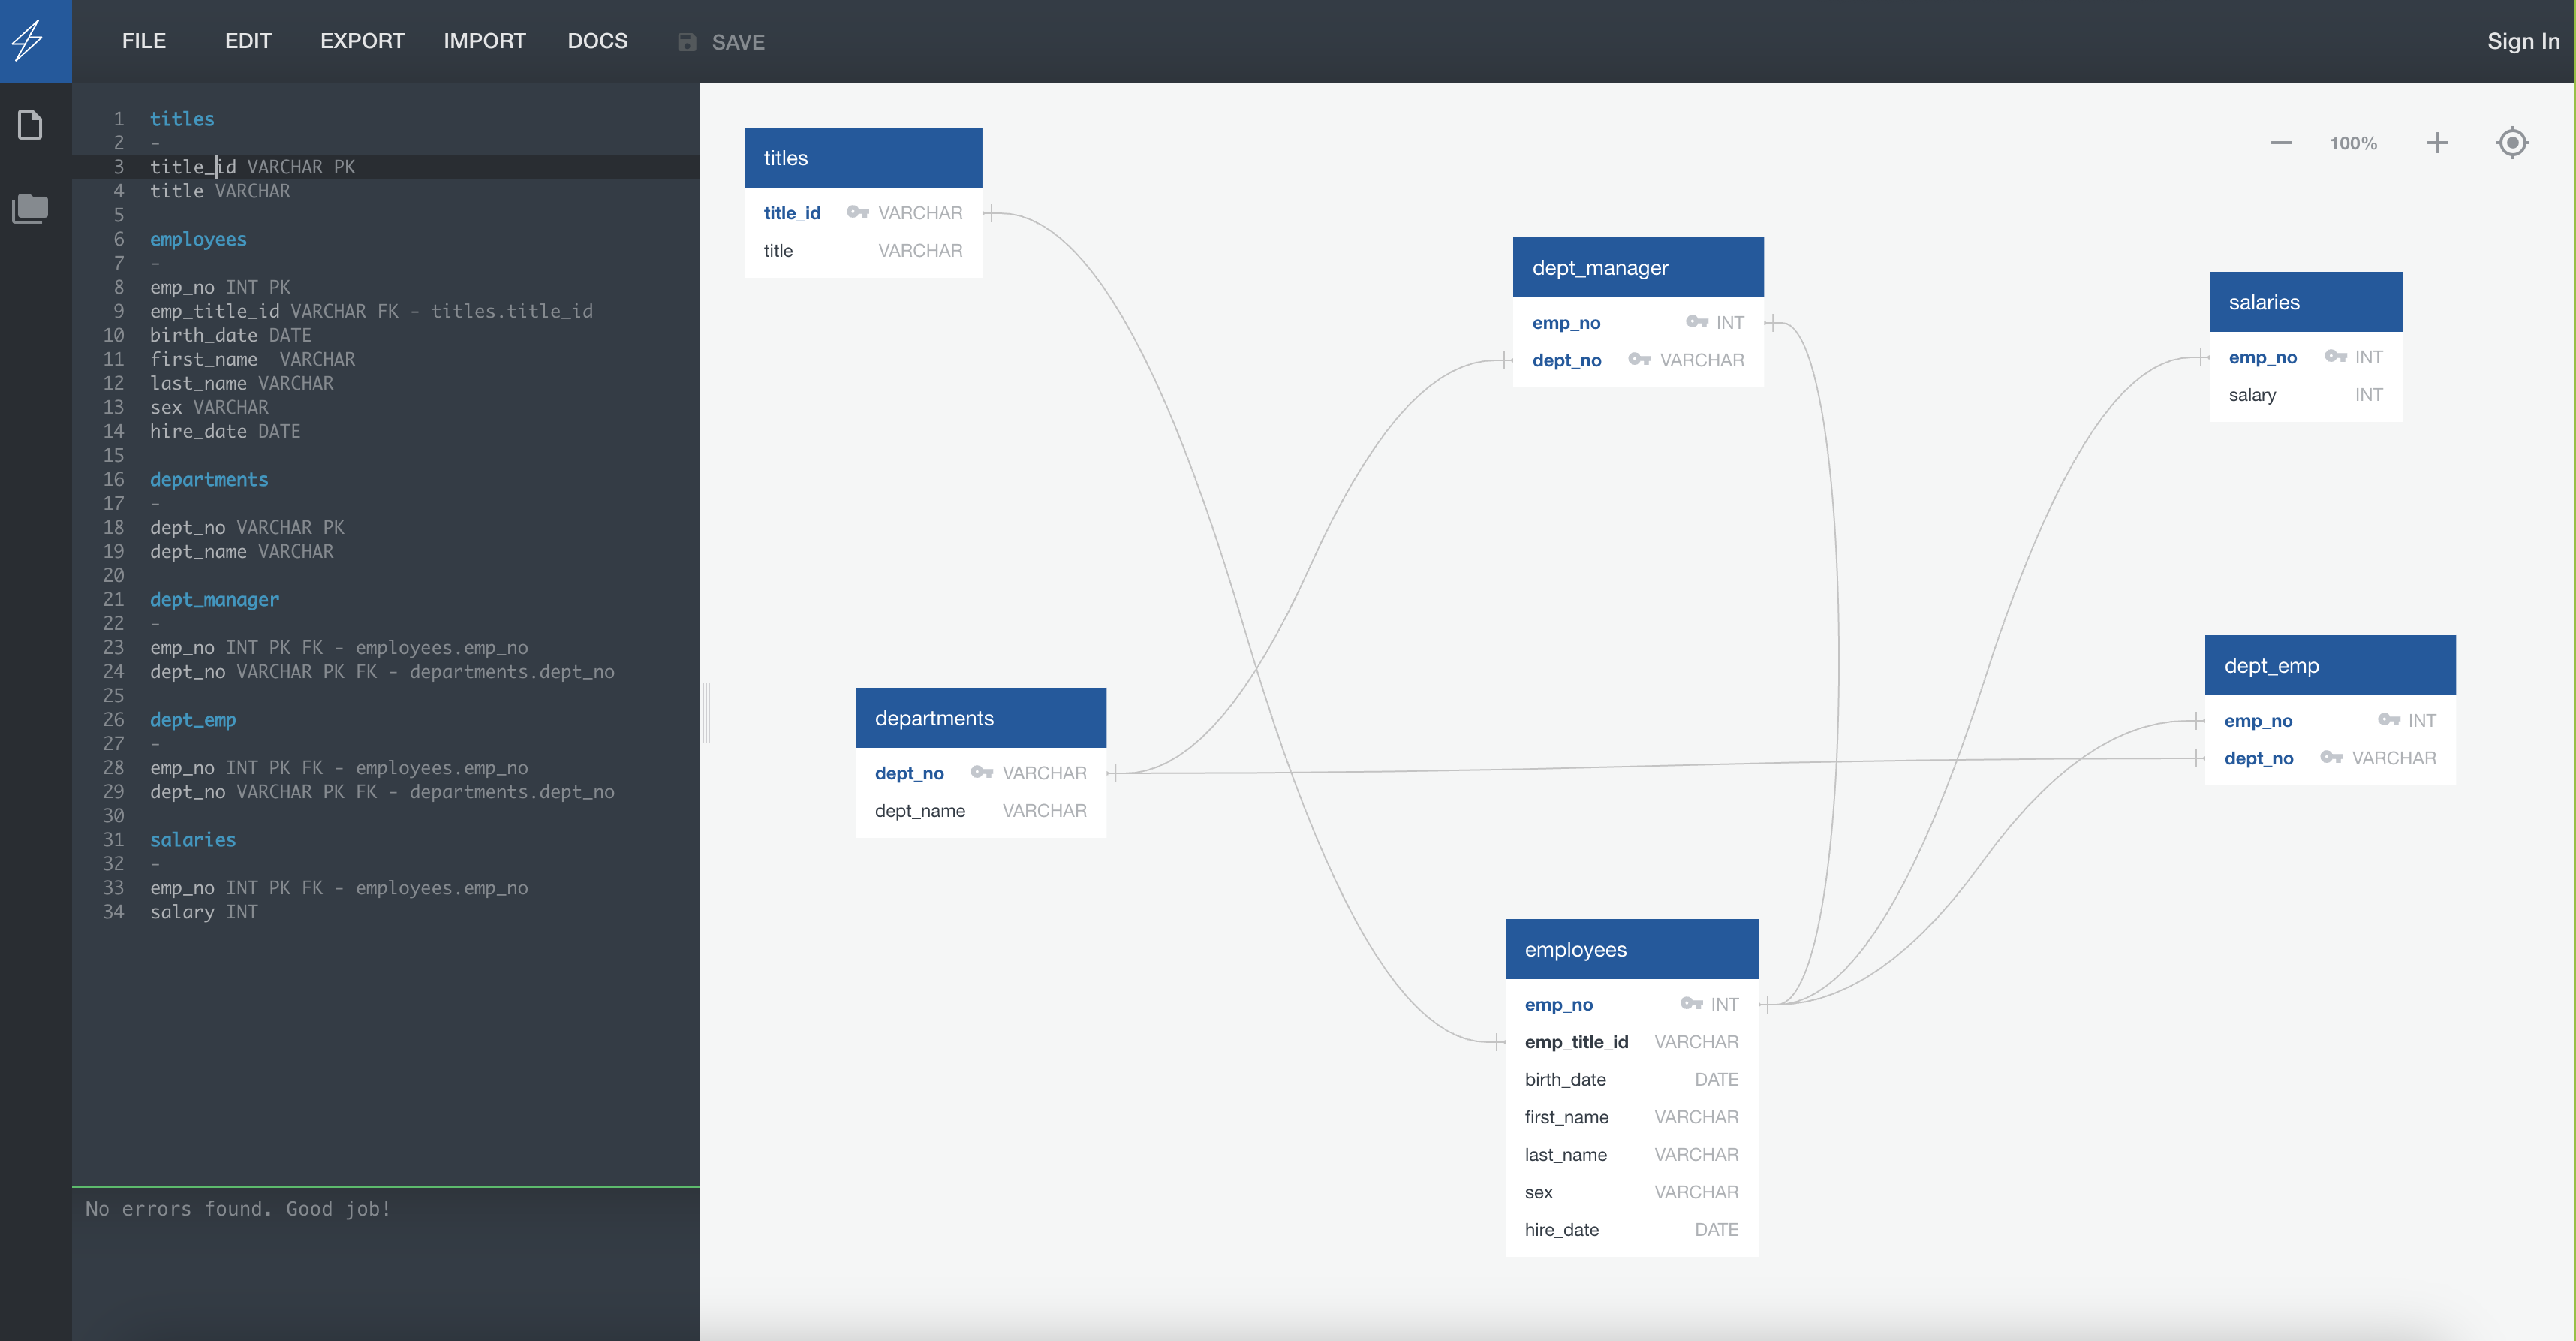 FILE EDIT EXPORT IMPORT DOCS SAVE Sign In
1 titles
2 -
3 title_id VARCHAR PK
4 title VARCHAR
5
6 employees
7 -
8 emp_no INT PK
9 emp_title_id VARCHAR FK - titles.title_id
10 birth_date DATE
11 first_name  VARCHAR
12 last_name VARCHAR
13 sex VARCHAR
14 hire_date DATE
15
16 departments
17 -
18 dept_no VARCHAR PK
19 dept_name VARCHAR
20
21 dept_manager
22 -
23 emp_no INT PK FK - employees.emp_no
24 dept_no VARCHAR PK FK - departments.dept_no
25
26 dept_emp
27 -
28 emp_no INT PK FK - employees.emp_no
29 dept_no VARCHAR PK FK - departments.dept_no
30
31 salaries
32 -
33 emp_no INT PK FK - employees.emp_no
34 salary INT
No errors found. Good job!
100%
titles
title_id VARCHAR
title VARCHAR
dept_manager
emp_no INT
dept_no VARCHAR
salaries
emp_no INT
salary INT
departments
dept_no VARCHAR
dept_name VARCHAR
dept_emp
emp_no INT
dept_no VARCHAR
employees
emp_no INT
emp_title_id VARCHAR
birth_date DATE
first_name VARCHAR
last_name VARCHAR
sex VARCHAR
hire_date DATE